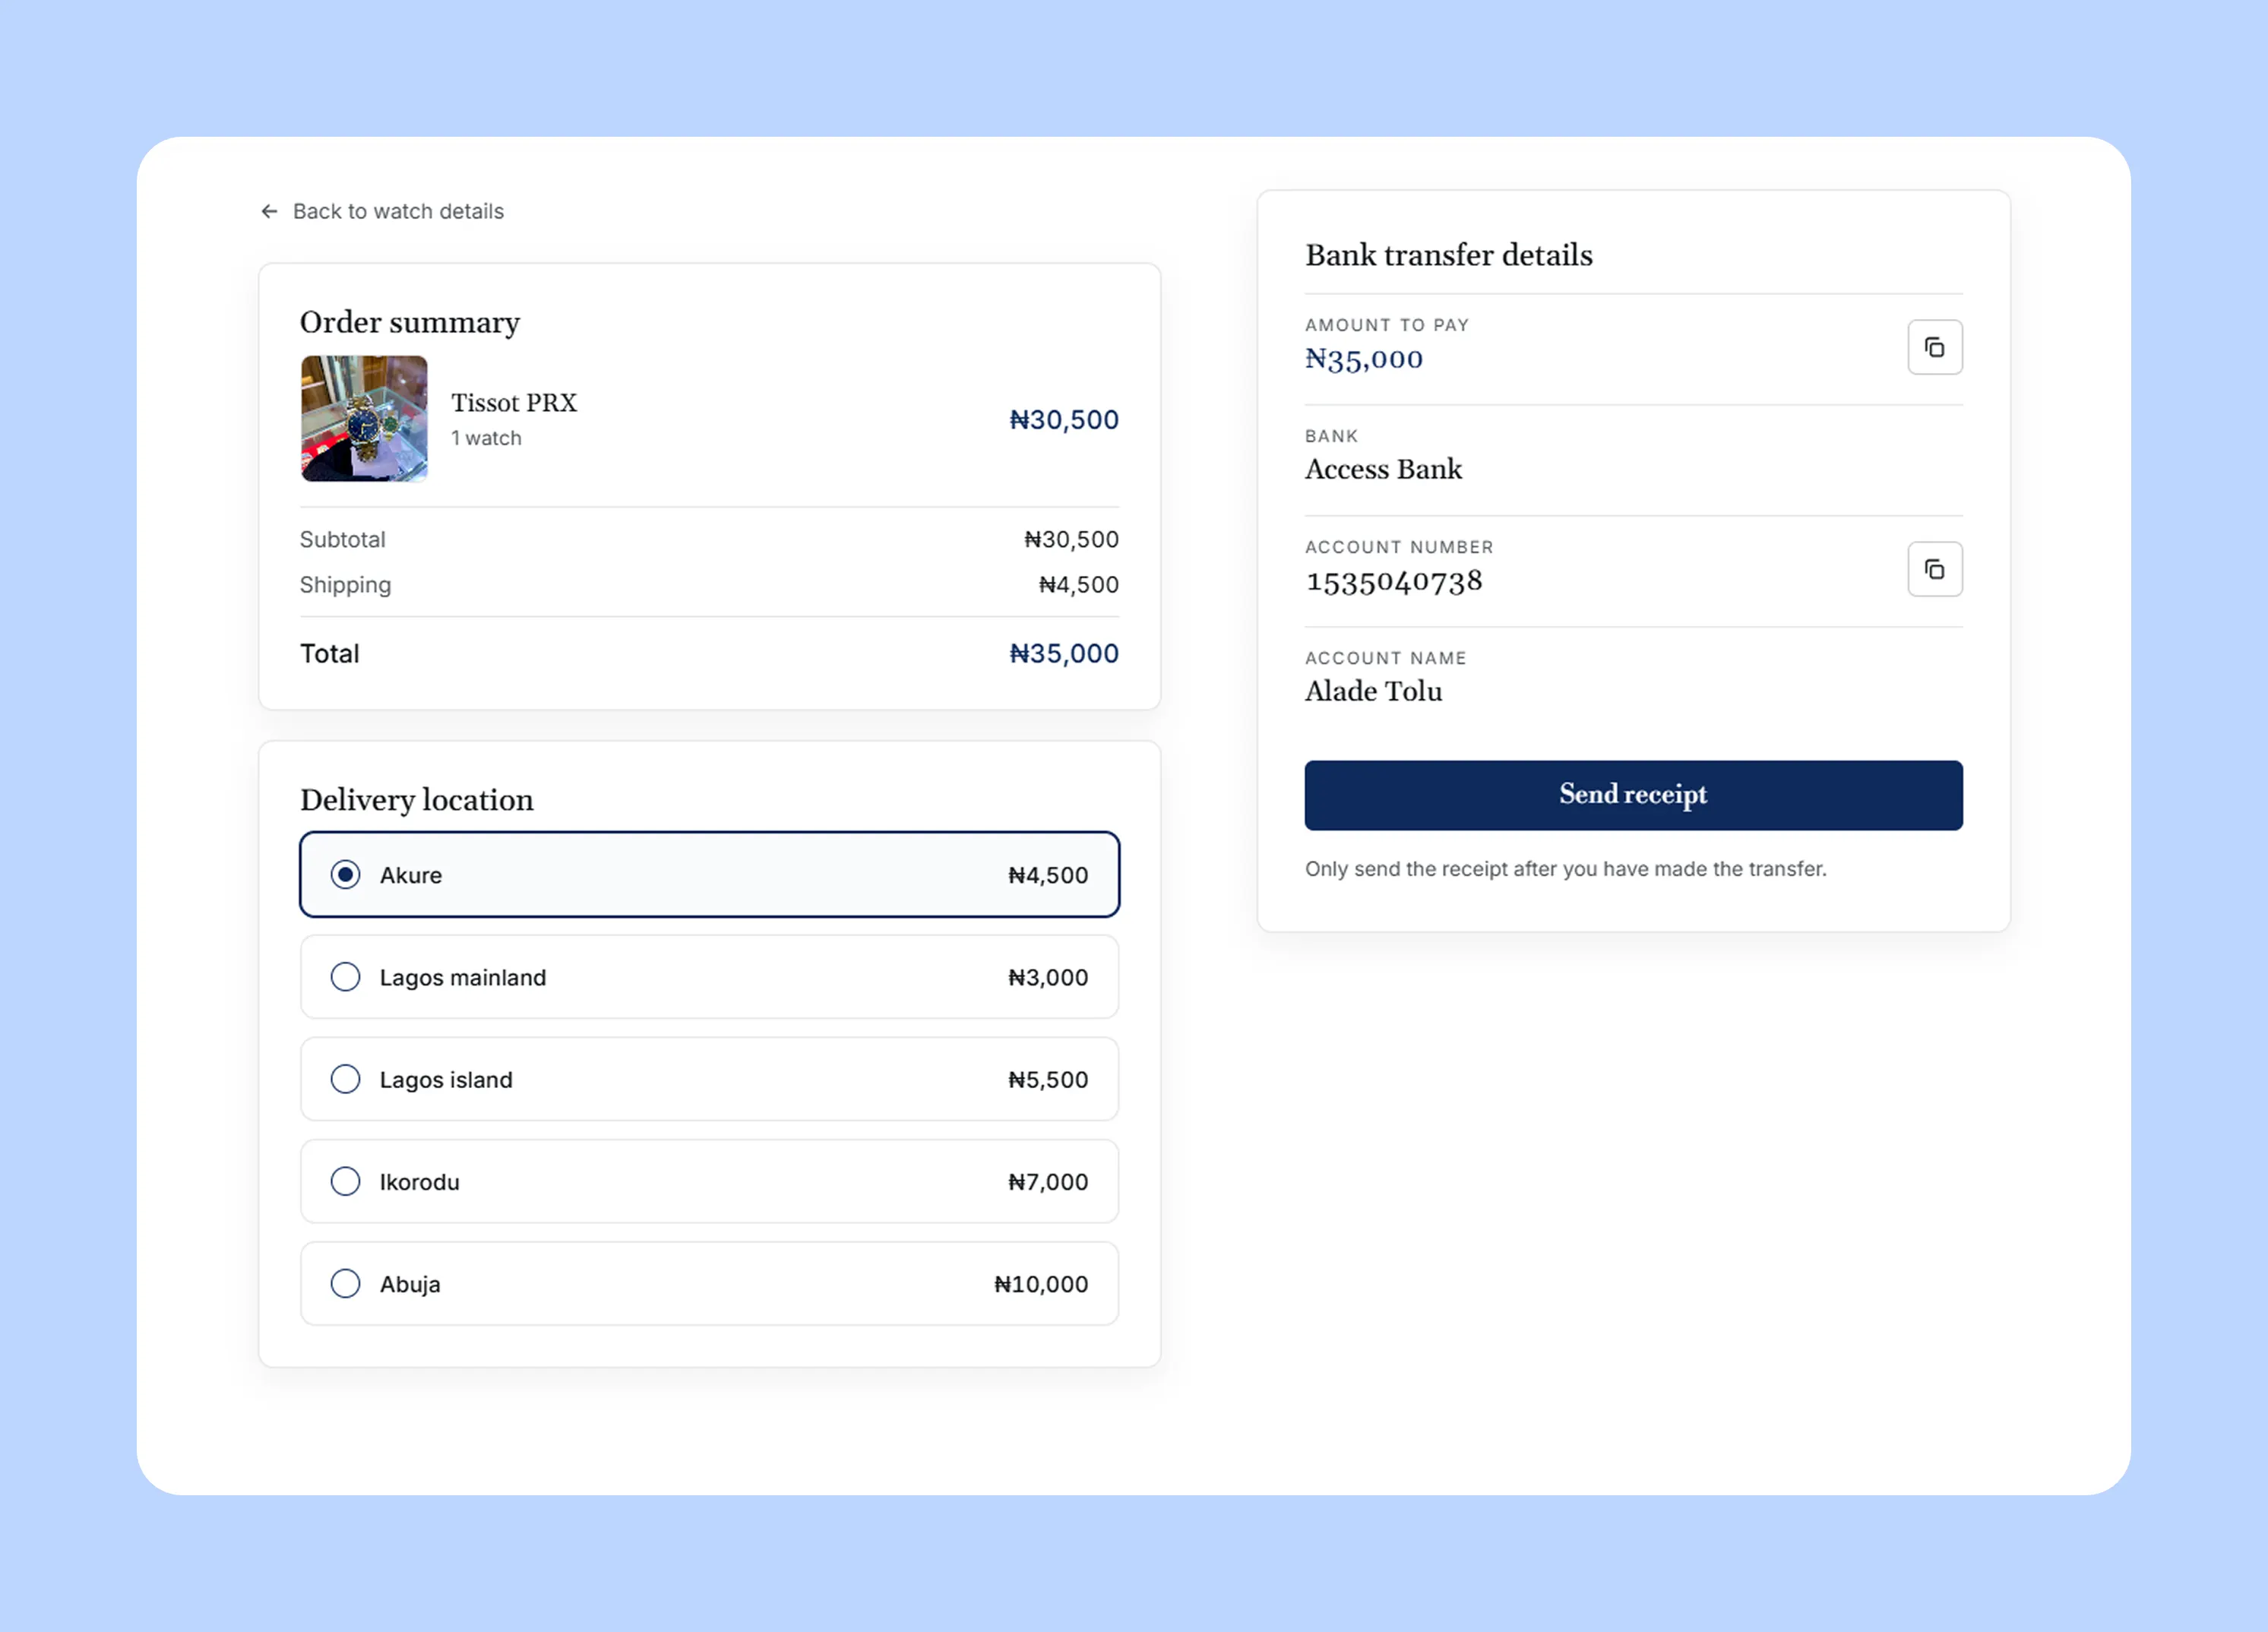 Back to watch details
Order summary
Tissot PRX
1 watch
₦30,500
Subtotal ₦30,500
Shipping ₦4,500
Total ₦35,000
Delivery location
Akure ₦4,500
Lagos mainland ₦3,000
Lagos island ₦5,500
Ikorodu ₦7,000
Abuja ₦10,000
Bank transfer details
AMOUNT TO PAY
₦35,000
BANK
Access Bank
ACCOUNT NUMBER
1535040738
ACCOUNT NAME
Alade Tolu
Send receipt
Only send the receipt after you have made the transfer.